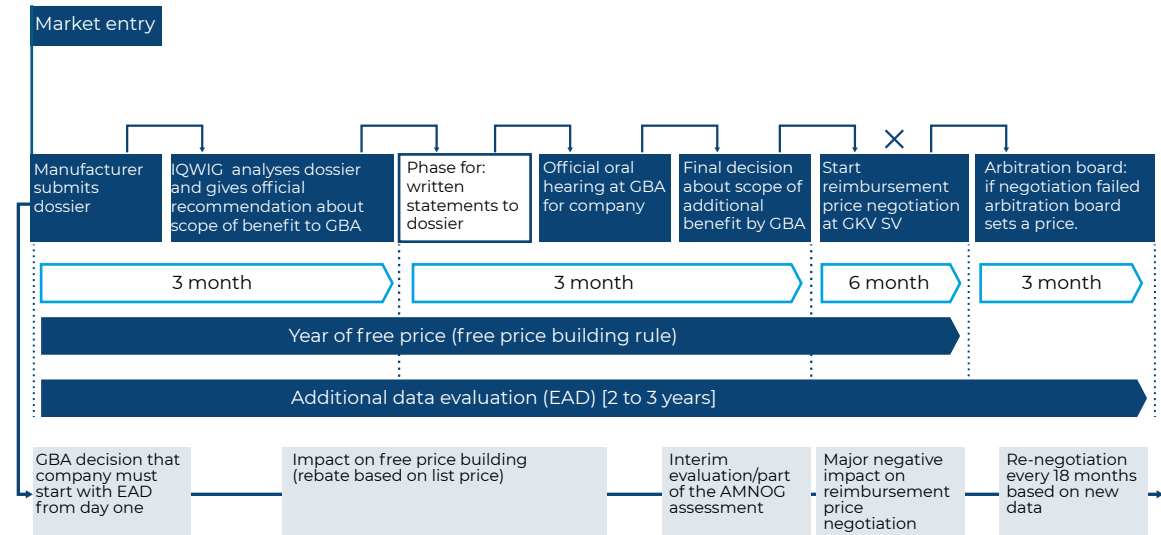 Market entry
Manufacturer
submits
dossier
IQWIG analyses dossier
and gives official
recommendation about
scope of benefit to GBA
Phase for:
written
statements to
dossier
Official oral
hearing at GBA
for company
Final decision
about scope of
additional
benefit by GBA
Start
reimbursement
price negotiation
at GKV SV
Arbitration board:
if negotiation failed
arbitration board
sets a price.
3 month
3 month
6 month
3 month
Year of free price (free price building rule)
Additional data evaluation (EAD) [2 to 3 years]
GBA decision that
company must
start with EAD
from day one
Impact on free price building
(rebate based on list price)
Interim
evaluation/part
of the AMNOG
assessment
Major negative
impact on
reimbursement
price
negotiation
Re-negotiation
every 18 months
based on new
data